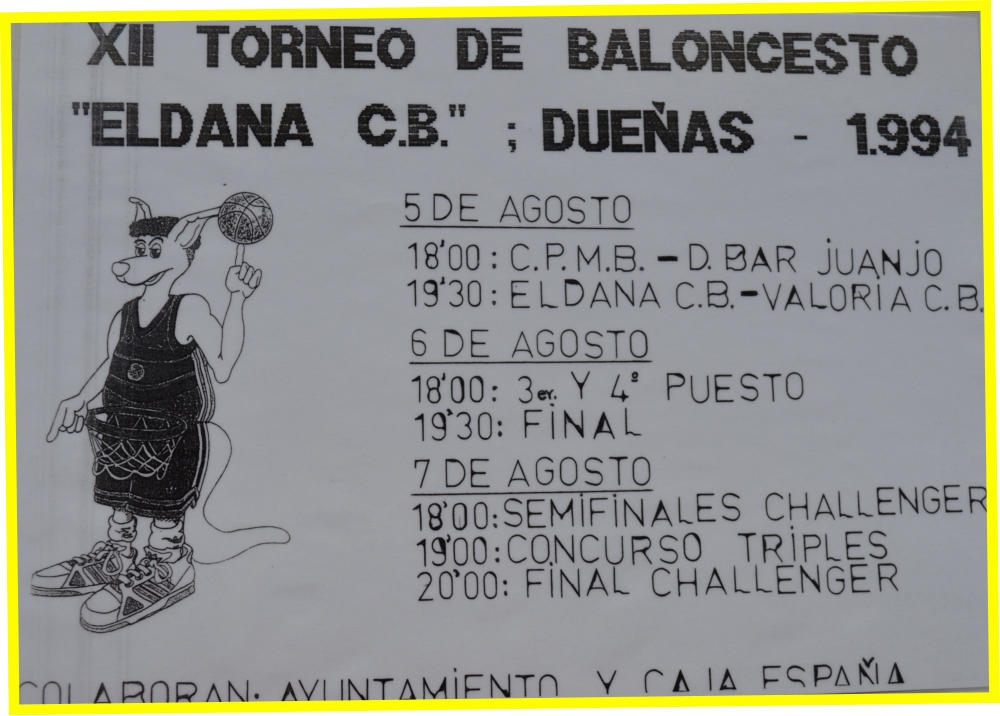 XII TORNEO DE BALONCESTO
"ELDANA C.B." ; DUEÑAS - 1.994
5 DE AGOSTO
18'00: C.P.M.B. - D. BAR JUANJO
19'30: ELDANA C.B.-VALORIA C.B.
6 DE AGOSTO
18'00: 3er. Y 4º PUESTO
19'30: FINAL
7 DE AGOSTO
18'00: SEMIFINALES CHALLENGER
19'00: CONCURSO TRIPLES
20'00: FINAL CHALLENGER
COLABORAN: AYUNTAMIENTO Y CAJA ESPAÑA